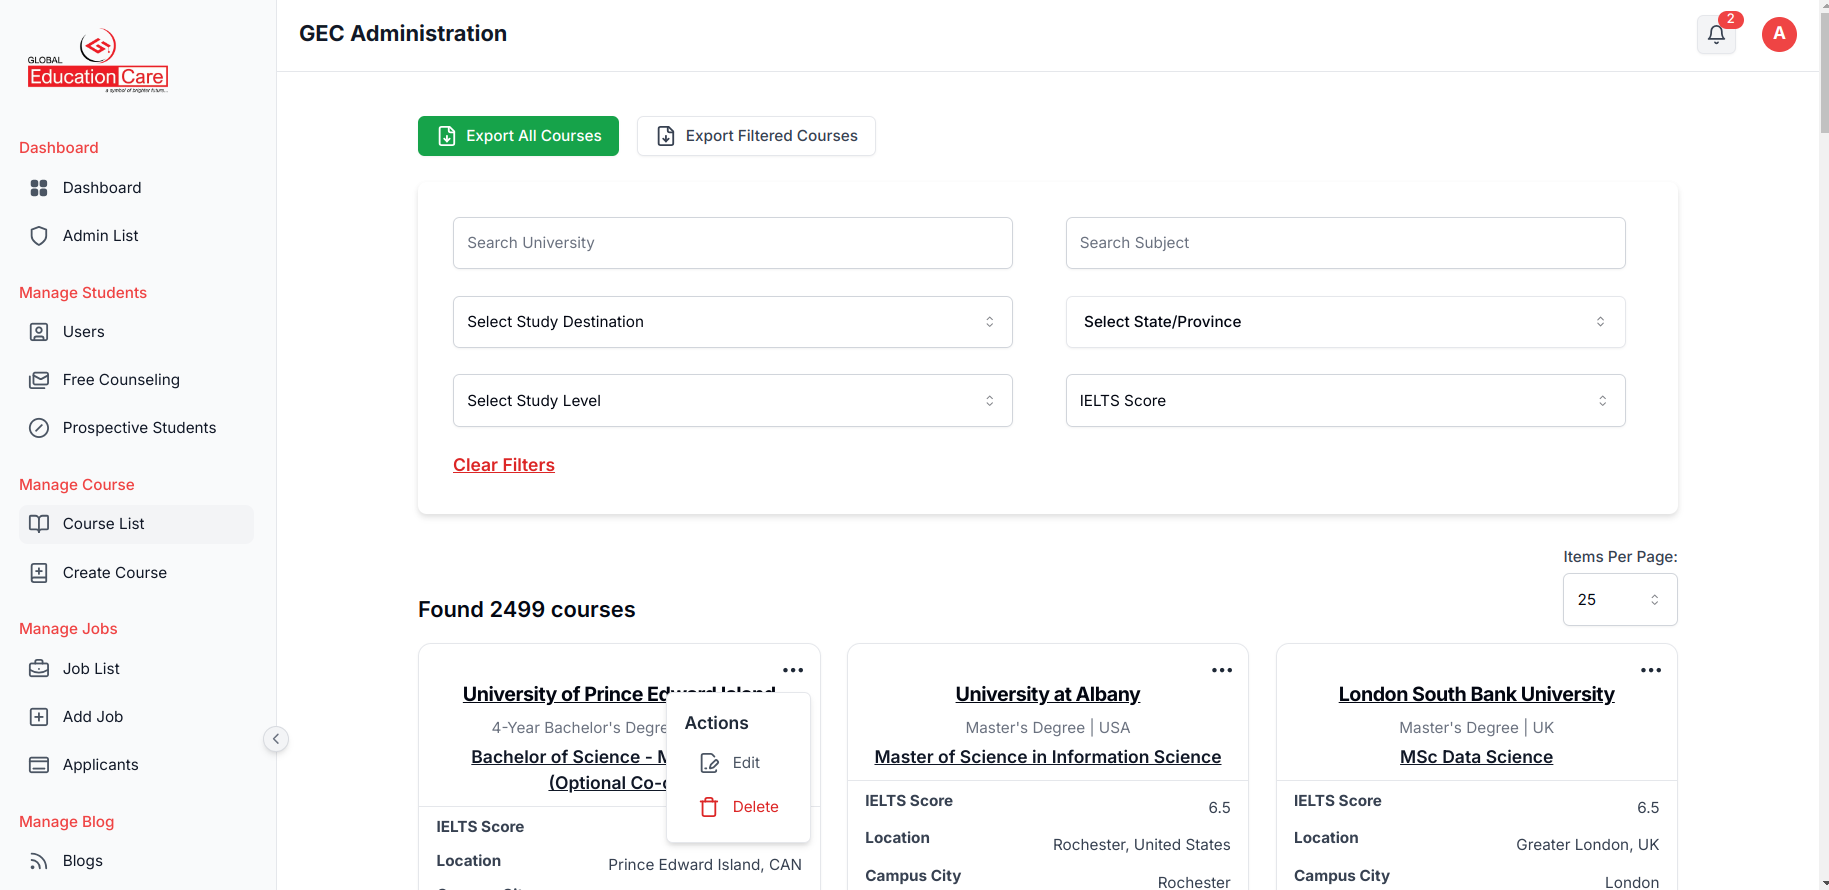 GLOBAL
Education Care
a symbol of brighter future...
GEC Administration
2
A
Dashboard
Dashboard
Admin List
Manage Students
Users
Free Counseling
Prospective Students
Manage Course
Course List
Create Course
Manage Jobs
Job List
Add Job
Applicants
Manage Blog
Blogs
Export All Courses
Export Filtered Courses
Search University
Search Subject
Select Study Destination
Select State/Province
Select Study Level
IELTS Score
Clear Filters
Items Per Page:
25
Found 2499 courses
University of Prince Edward Island
4-Year Bachelor's Degre
Bachelor of Science - M
(Optional Co-o
IELTS Score
Location
Prince Edward Island, CAN
Actions
Edit
Delete
University at Albany
Master's Degree | USA
Master of Science in Information Science
IELTS Score
6.5
Location
Rochester, United States
Campus City
Rochester
London South Bank University
Master's Degree | UK
MSc Data Science
IELTS Score
6.5
Location
Greater London, UK
Campus City
London